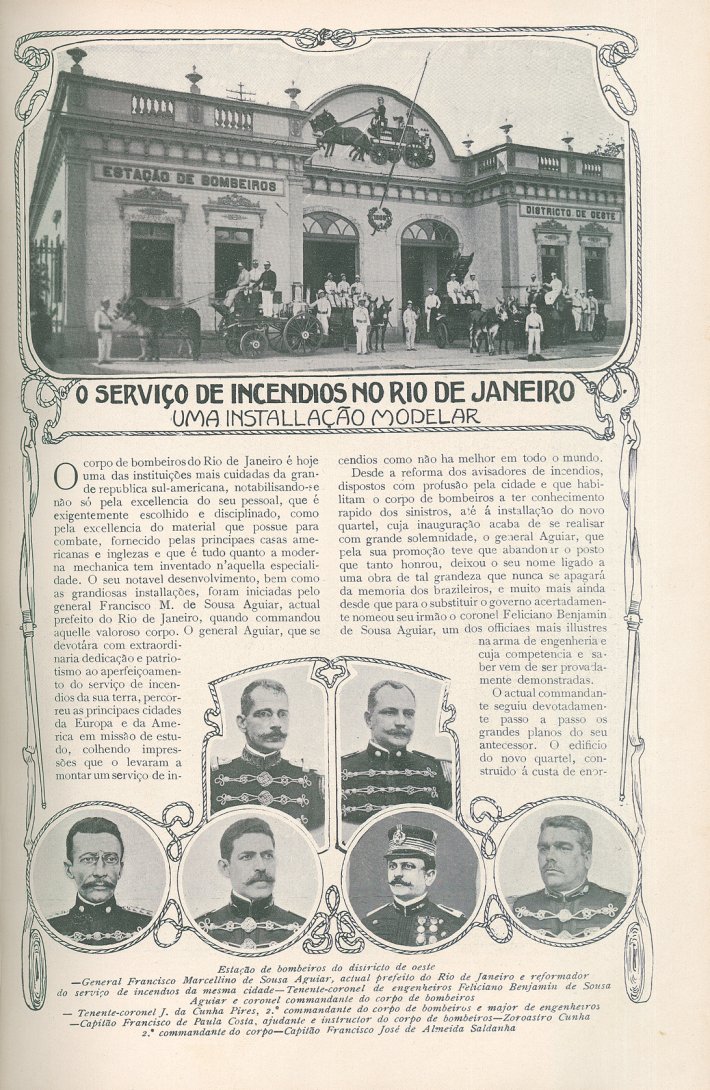 ESTAÇÃO DE BOMBEIROS
1898
DISTRICTO DE OESTE
O SERVIÇO DE INCENDIOS NO RIO DE JANEIRO
UMA INSTALLAÇÃO MODELAR
O corpo de bombeiros do Rio de Janeiro é hoje
uma das instituições mais cuidadas da gran-
de republica sul-americana, notabilisando-se
não só pela excellencia do seu pessoal, que é
exigentemente escolhido e disciplinado, como
pela excellencia do material que possue para
combate, fornecido pelas principaes casas ame-
ricanas e inglezas e que é tudo quanto a moder-
na mechanica tem inventado n'aquella especiali-
dade. O seu notavel desenvolvimento, bem como
as grandiosas installações, foram iniciadas pelo
general Francisco M. de Sousa Aguiar, actual
prefeito do Rio de Janeiro, quando commandou
aquelle valoroso corpo. O general Aguiar, que se
devotára com extraordi-
naria dedicação e patrio-
tismo ao aperfeiçoamen-
to do serviço de incen-
dios da sua terra, percor-
reu as principaes cidades
da Europa e da Ame-
rica em missão de estu-
do, colhendo impres-
sões que o levaram a
montar um serviço de in-
cendios como não ha melhor em todo o mundo.
Desde a reforma dos avisadores de incendios,
dispostos com profusão pela cidade e que habi-
litam o corpo de bombeiros a ter conhecimento
rapido dos sinistros, até á installação do novo
quartel, cuja inauguração acaba de se realisar
com grande solemnidade, o general Aguiar, que
pela sua promoção teve que abandonar o posto
que tanto honrou, deixou o seu nome ligado a
uma obra de tal grandeza que nunca se apagará
da memoria dos brazileiros, e muito mais ainda
desde que para o substituir o governo acertadamen-
te nomeou seu irmão o coronel Feliciano Benjamin
de Sousa Aguiar, um dos officiaes mais illustres
na arma de engenheria e
cuja competencia e sa-
ber vem de ser provada-
mente demonstradas.
O actual commandan-
te seguiu devotadamen-
te passo a passo os
grandes planos do seu
antecessor. O edificio
do novo quartel, con-
struido á custa de enor-
Estação de bombeiros do districto de oeste
—General Francisco Marcellino de Sousa Aguiar, actual prefeito do Rio de Janeiro e reformador
do serviço de incendios da mesma cidade—Tenente-coronel de engenheiros Feliciano Benjamin de Sousa
Aguiar e coronel commandante do corpo de bombeiros
— Tenente-coronel J. da Cunha Pires, 2.º commandante do corpo de bombeiros e major de engenheiros
—Capitão Francisco de Paula Costa, ajudante e instructor do corpo de bombeiros—Zoroastro Cunha
2.º commandante do corpo—Capitão Francisco José de Almeida Saldanha